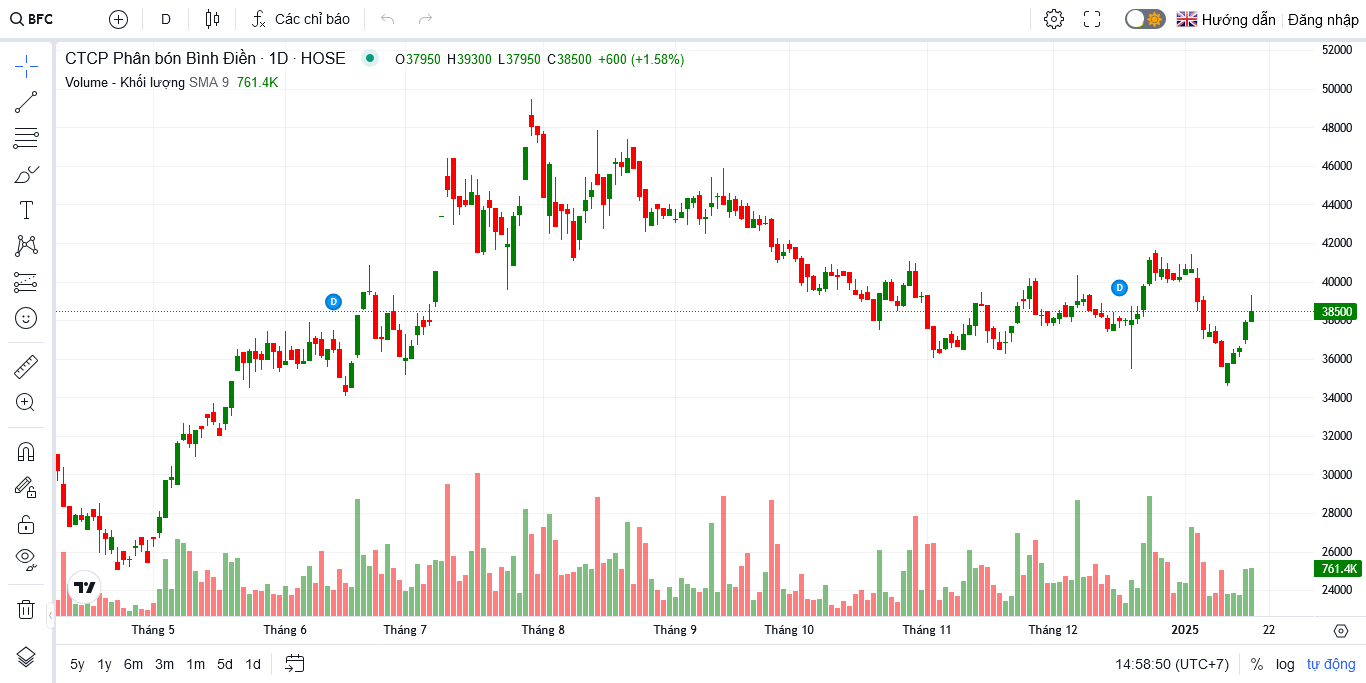 BFC D Các chỉ báo Hướng dẫn Đăng nhập
CTCP Phân bón Bình Điền · 1D · HOSE O37950 H39300 L37950 C38500 +600 (+1.58%)
Volume - Khối lượng SMA 9 761.4K
52000
50000
48000
46000
44000
42000
40000
D
D
38500
38000
36000
34000
32000
30000
28000
26000
761.4K
24000
Tháng 5 Tháng 6 Tháng 7 Tháng 8 Tháng 9 Tháng 10 Tháng 11 Tháng 12 2025 22
5y 1y 6m 3m 1m 5d 1d 14:58:50 (UTC+7) % log tự động